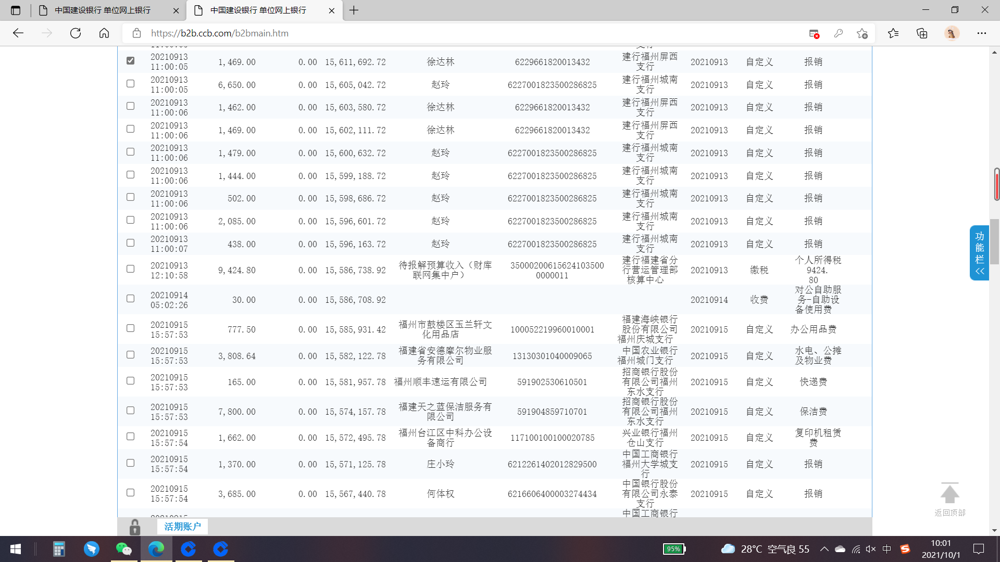 中国建设银行 单位网上银行
中国建设银行 单位网上银行
https://b2b.ccb.com/b2bmain.htm
20210913 11:00:05 1,469.00 0.00 15,611,692.72 徐达林 6229661820013432 建行福州屏西支行 20210913 自定义 报销
20210913 11:00:05 6,650.00 0.00 15,605,042.72 赵玲 6227001823500286825 建行福州城南支行 20210913 自定义 报销
20210913 11:00:06 1,462.00 0.00 15,603,580.72 徐达林 6229661820013432 建行福州屏西支行 20210913 自定义 报销
20210913 11:00:06 1,469.00 0.00 15,602,111.72 徐达林 6229661820013432 建行福州屏西支行 20210913 自定义 报销
20210913 11:00:06 1,479.00 0.00 15,600,632.72 赵玲 6227001823500286825 建行福州城南支行 20210913 自定义 报销
20210913 11:00:06 1,444.00 0.00 15,599,188.72 赵玲 6227001823500286825 建行福州城南支行 20210913 自定义 报销
20210913 11:00:06 502.00 0.00 15,598,686.72 赵玲 6227001823500286825 建行福州城南支行 20210913 自定义 报销
20210913 11:00:06 2,085.00 0.00 15,596,601.72 赵玲 6227001823500286825 建行福州城南支行 20210913 自定义 报销
20210913 11:00:07 438.00 0.00 15,596,163.72 赵玲 6227001823500286825 建行福州城南支行 20210913 自定义 报销
20210913 12:10:58 9,424.80 0.00 15,586,738.92 待报解预算收入（财库联网集中户） 350002006156241035000000011 建行福建省分行营运管理部核算中心 20210913 缴税 个人所得税9424.80
20210914 05:02:26 30.00 0.00 15,586,708.92 20210914 收费 对公自助服务-自助设备使用费
20210915 15:57:53 777.50 0.00 15,585,931.42 福州市鼓楼区玉兰轩文化用品店 100052219960010001 福建海峡银行股份有限公司福州庆城支行 20210915 自定义 办公用品费
20210915 15:57:53 3,808.64 0.00 15,582,122.78 福建省安德摩尔物业服务有限公司 13130301040009065 中国农业银行福州城门支行 20210915 自定义 水电、公摊及物业费
20210915 15:57:53 165.00 0.00 15,581,957.78 福州顺丰速运有限公司 591902530610501 招商银行股份有限公司福州东水支行 20210915 自定义 快递费
20210915 15:57:53 7,800.00 0.00 15,574,157.78 福建天之蓝保洁服务有限公司 591904859710701 招商银行股份有限公司福州东水支行 20210915 自定义 保洁费
20210915 15:57:54 1,662.00 0.00 15,572,495.78 福州台江区中科办公设备商行 117100100100020785 兴业银行福州仓山支行 20210915 自定义 复印机租赁费
20210915 15:57:54 1,370.00 0.00 15,571,125.78 庄小玲 6212261402012829500 中国工商银行福州大学城支行 20210915 自定义 报销
20210915 15:57:54 3,685.00 0.00 15,567,440.78 何体权 6216606400003274434 中国银行股份有限公司永泰支行 20210915 自定义 报销
中国工商银行
功能栏
<<
返回顶部
活期账户
95%
28°C 空气良 55
中
10:01
2021/10/1